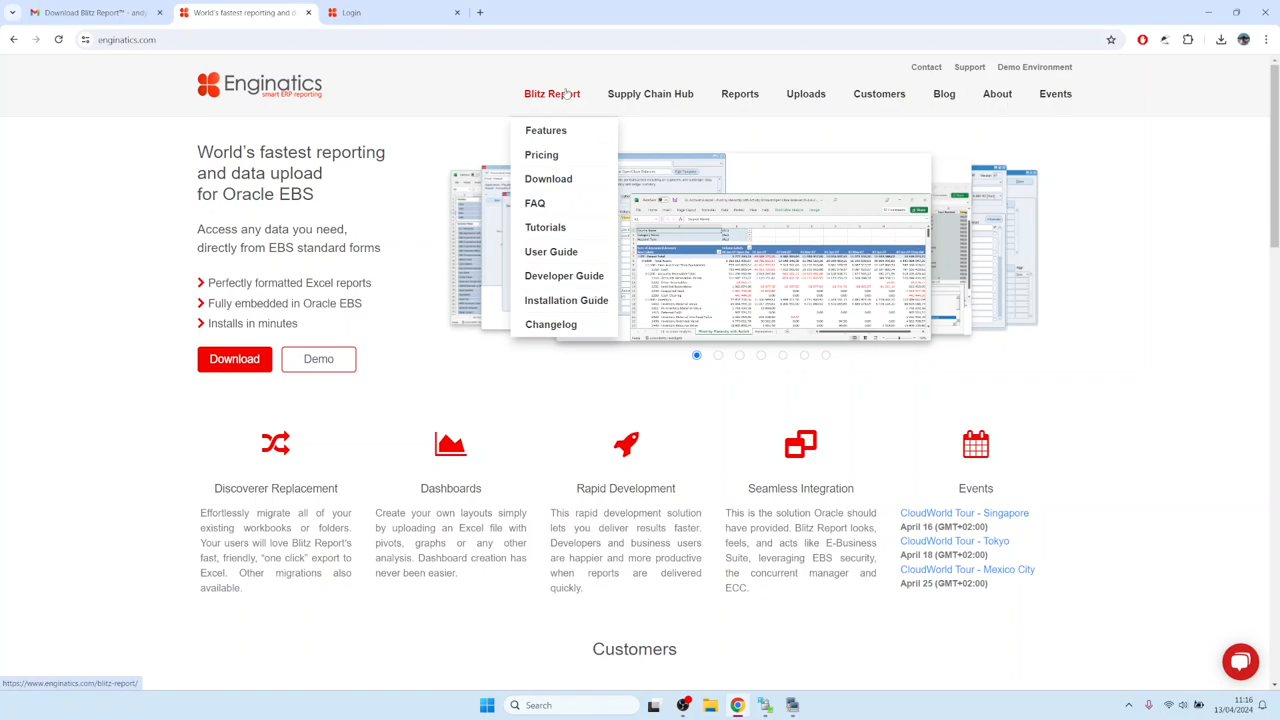 Download Blitz Report™ - andy
World's fastest reporting and d
Login
enginatics.com
Contact
Support
Demo Environment
Enginatics
smart ERP reporting
Blitz Report
Supply Chain Hub
Reports
Uploads
Customers
Blog
About
Events
Features
Pricing
Download
FAQ
Tutorials
User Guide
Developer Guide
Installation Guide
Changelog
World's fastest reporting
and data upload
for Oracle EBS
Access any data you need,
directly from EBS standard forms
Perfectly formatted Excel reports
Fully embedded in Oracle EBS
Installs in minutes
Download
Demo
Discoverer Replacement
Effortlessly migrate all of your
existing workbooks or folders.
Your users will love Blitz Report's
fast, friendly, "one click" export to
Excel. Other migrations also
available.
Dashboards
Create your own layouts simply
by uploading an Excel file with
pivots, graphs or any other
analysis. Dashboard creation has
never been easier.
Rapid Development
This rapid development solution
lets you deliver results faster.
Developers and business users
are happier and more productive
when reports are delivered
quickly.
Seamless Integration
This is the solution Oracle should
have provided. Blitz Report looks,
feels, and acts like E-Business
Suite, leveraging EBS security,
the concurrent manager and
ECC.
Events
CloudWorld Tour - Singapore
April 16 (GMT+02:00)
CloudWorld Tour - Tokyo
April 18 (GMT+02:00)
CloudWorld Tour - Mexico City
April 25 (GMT+02:00)
Customers
https://www.enginatics.com/blitz-report/
Search
11:16
13/04/2024